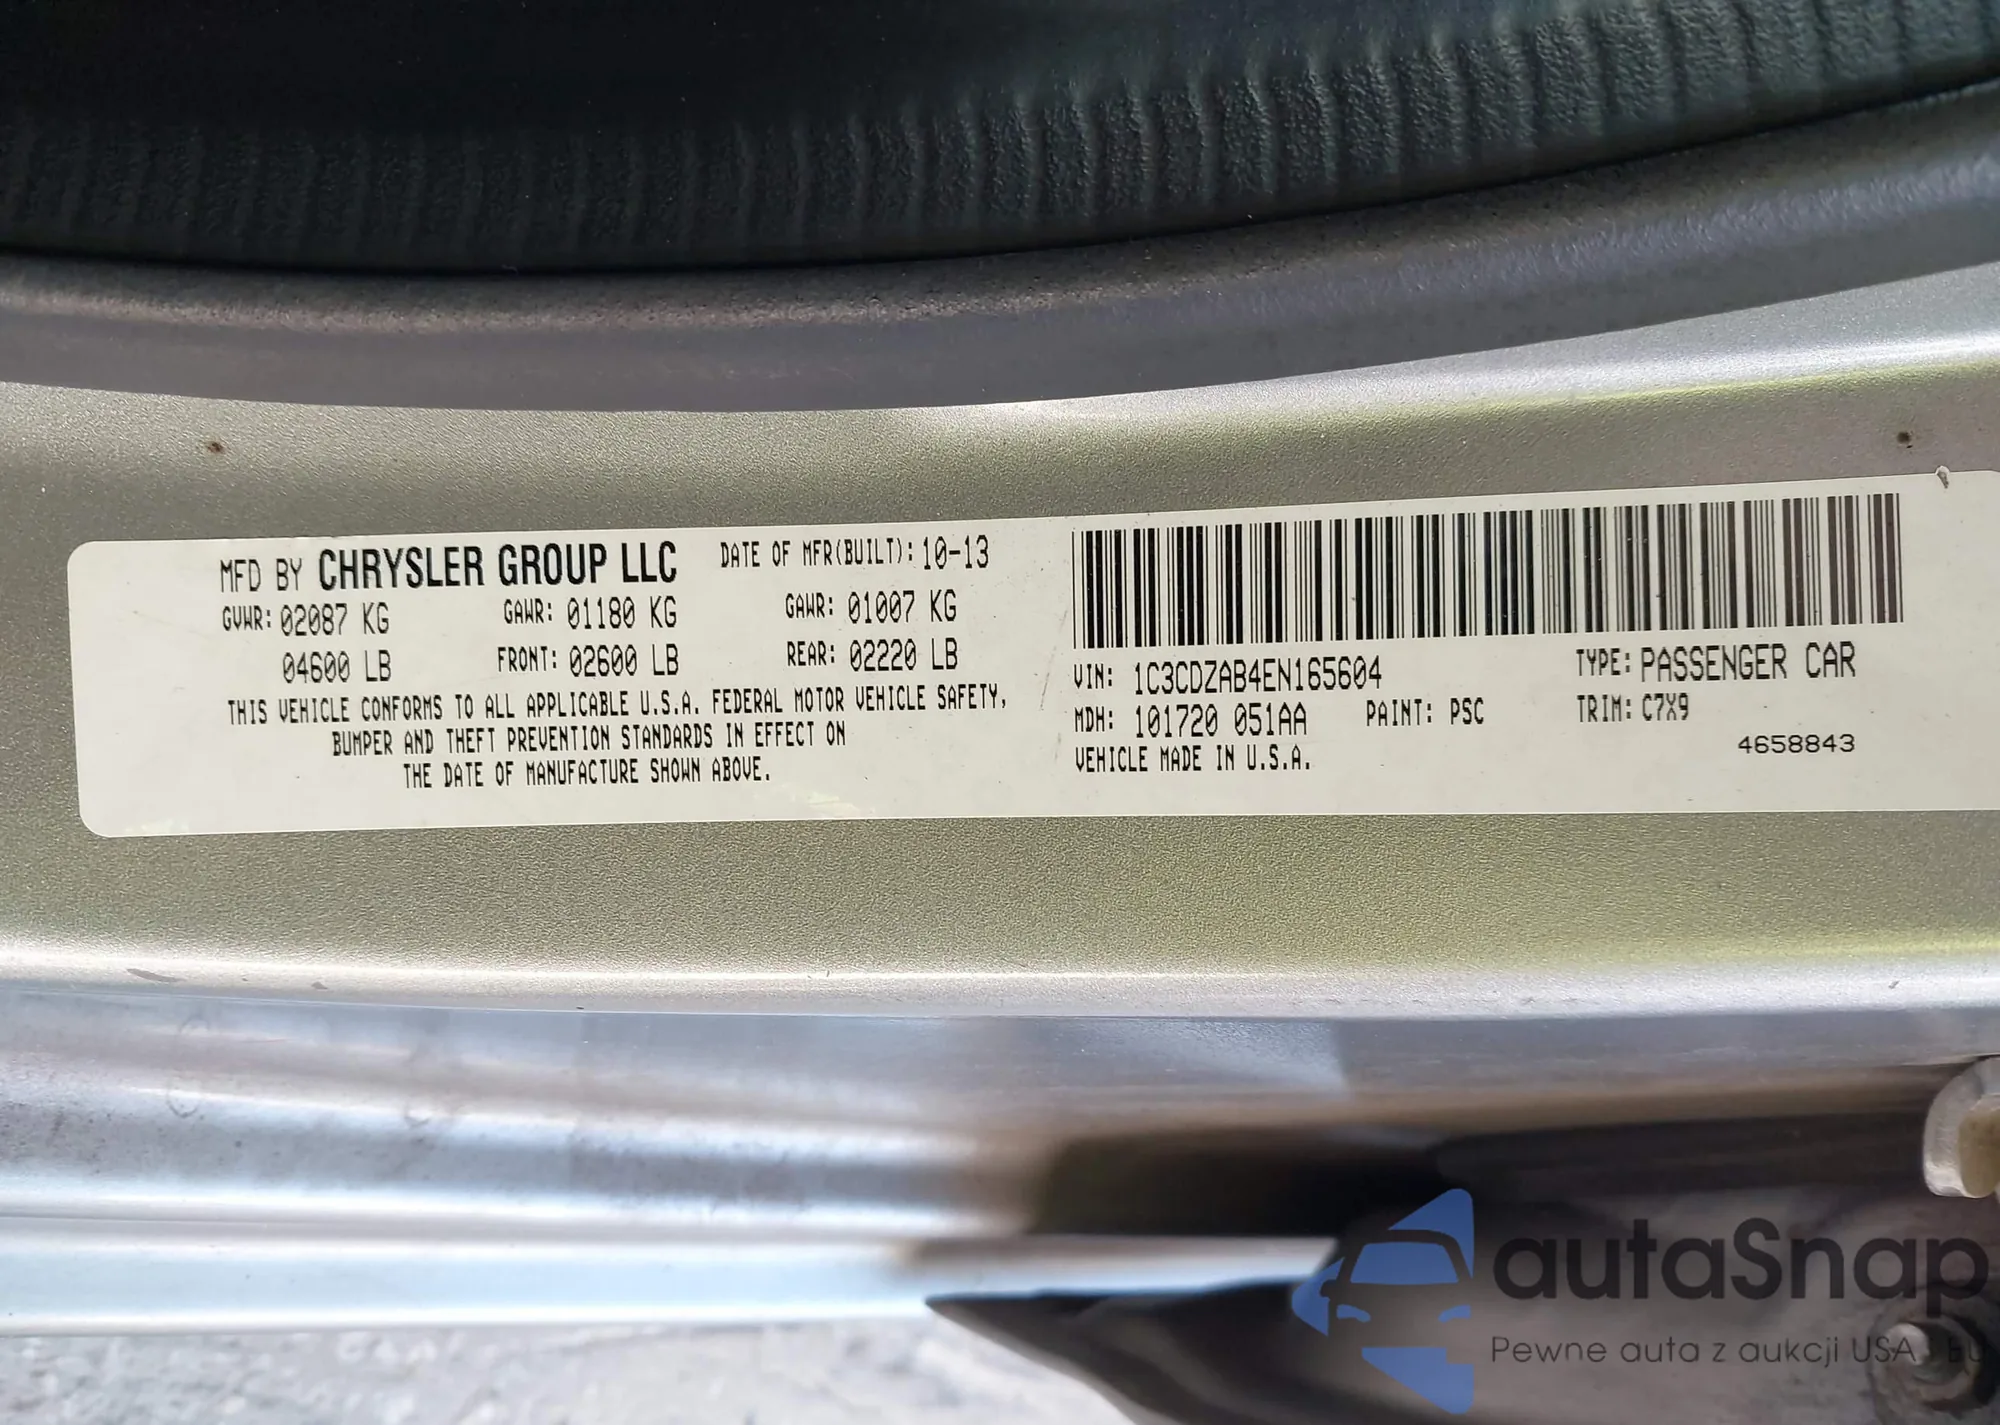 MFD BY CHRYSLER GROUP LLC DATE OF MFR(BUILT): 10-13
GVWR: 02087 KG GAWR: 01180 KG GAWR: 01007 KG
04600 LB FRONT: 02600 LB REAR: 02220 LB
THIS VEHICLE CONFORMS TO ALL APPLICABLE U.S.A. FEDERAL MOTOR VEHICLE SAFETY,
BUMPER AND THEFT PREVENTION STANDARDS IN EFFECT ON
THE DATE OF MANUFACTURE SHOWN ABOVE.
VIN: 1C3CDZAB4EN165604 TYPE: PASSENGER CAR
MDH: 101720 051AA PAINT: PSC TRIM: C7X9
VEHICLE MADE IN U.S.A. 4658843
autaSnap
Pewne auta z aukcji USA i EU